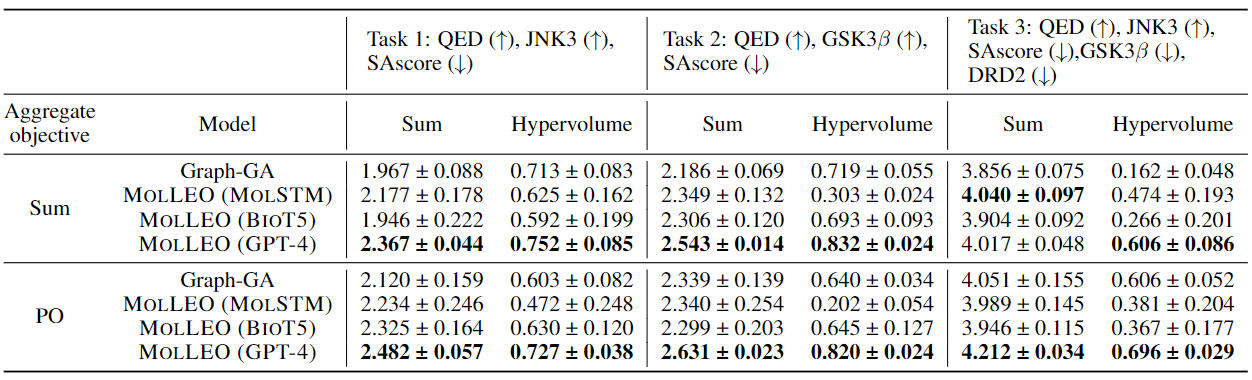 Task 1: QED (↑), JNK3 (↑), SAscore (↓) Task 2: QED (↑), GSK3β (↑), SAscore (↓) Task 3: QED (↑), JNK3 (↑), SAscore (↓),GSK3β (↓), DRD2 (↓)
Aggregate objective Model Sum Hypervolume Sum Hypervolume Sum Hypervolume
Sum
Graph-GA 1.967 ± 0.088 0.713 ± 0.083 2.186 ± 0.069 0.719 ± 0.055 3.856 ± 0.075 0.162 ± 0.048
MOLLEO (MOLSTM) 2.177 ± 0.178 0.625 ± 0.162 2.349 ± 0.132 0.303 ± 0.024 4.040 ± 0.097 0.474 ± 0.193
MOLLEO (BIOT5) 1.946 ± 0.222 0.592 ± 0.199 2.306 ± 0.120 0.693 ± 0.093 3.904 ± 0.092 0.266 ± 0.201
MOLLEO (GPT-4) 2.367 ± 0.044 0.752 ± 0.085 2.543 ± 0.014 0.832 ± 0.024 4.017 ± 0.048 0.606 ± 0.086
PO
Graph-GA 2.120 ± 0.159 0.603 ± 0.082 2.339 ± 0.139 0.640 ± 0.034 4.051 ± 0.155 0.606 ± 0.052
MOLLEO (MOLSTM) 2.234 ± 0.246 0.472 ± 0.248 2.340 ± 0.254 0.202 ± 0.054 3.989 ± 0.145 0.381 ± 0.204
MOLLEO (BIOT5) 2.325 ± 0.164 0.630 ± 0.120 2.299 ± 0.203 0.645 ± 0.127 3.946 ± 0.115 0.367 ± 0.177
MOLLEO (GPT-4) 2.482 ± 0.057 0.727 ± 0.038 2.631 ± 0.023 0.820 ± 0.024 4.212 ± 0.034 0.696 ± 0.029